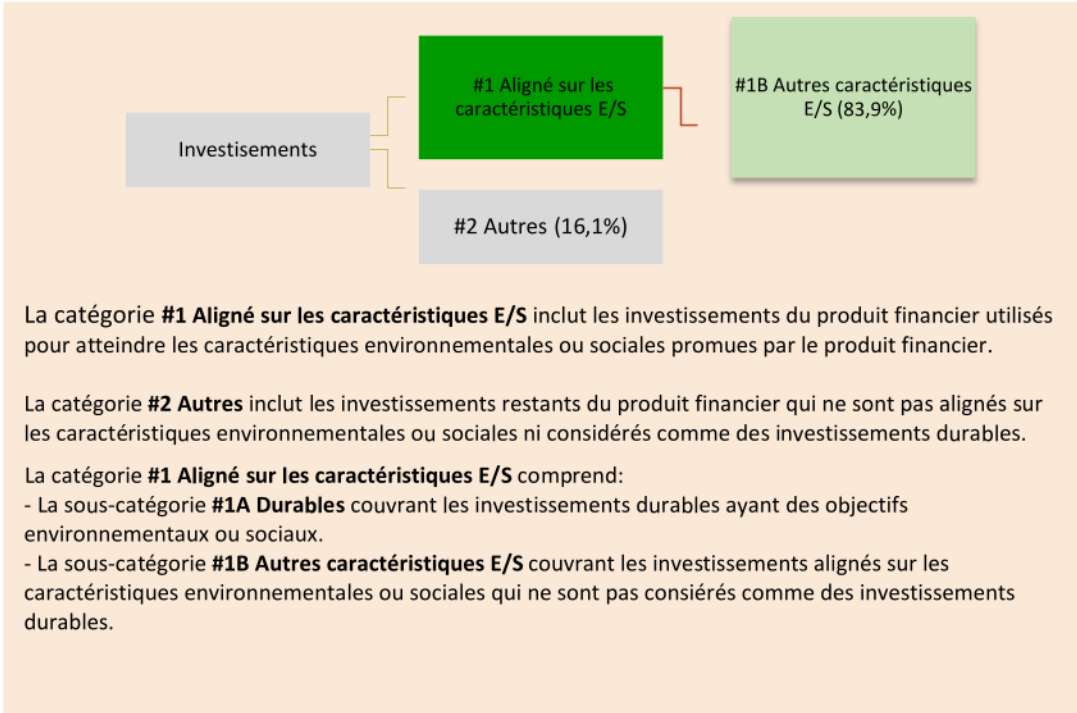 #1 Aligné sur les
caractéristiques E/S
#1B Autres caractéristiques
E/S (83,9%)
Investisements
#2 Autres (16,1%)
La catégorie #1 Aligné sur les caractéristiques E/S inclut les investissements du produit financier utilisés
pour atteindre les caractéristiques environnementales ou sociales promues par le produit financier.
La catégorie #2 Autres inclut les investissements restants du produit financier qui ne sont pas alignés sur
les caractéristiques environnementales ou sociales ni considérés comme des investissements durables.
La catégorie #1 Aligné sur les caractéristiques E/S comprend:
- La sous-catégorie #1A Durables couvrant les investissements durables ayant des objectifs
environnementaux ou sociaux.
- La sous-catégorie #1B Autres caractéristiques E/S couvrant les investissements alignés sur les
caractéristiques environnementales ou sociales qui ne sont pas consiérés comme des investissements
durables.